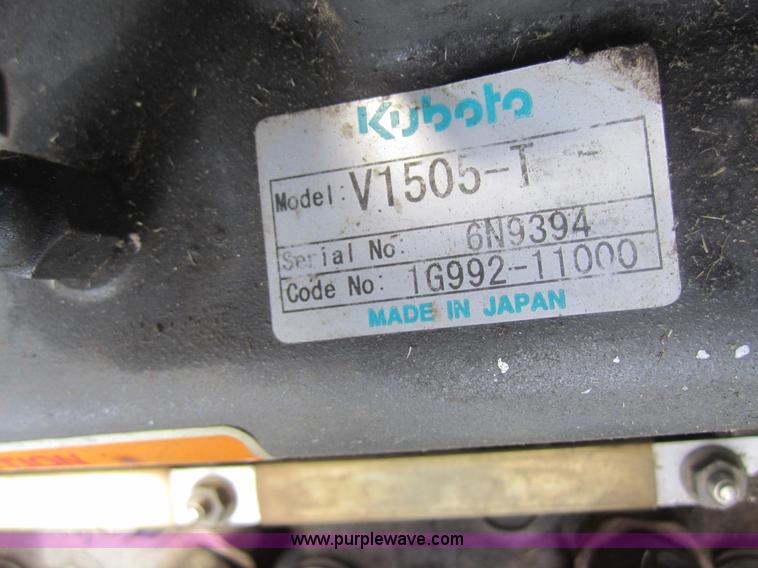 Kubota
Model: V1505-T -
Serial No: 6N9394
Code No: 1G992-11000
MADE IN JAPAN
www.purplewave.com